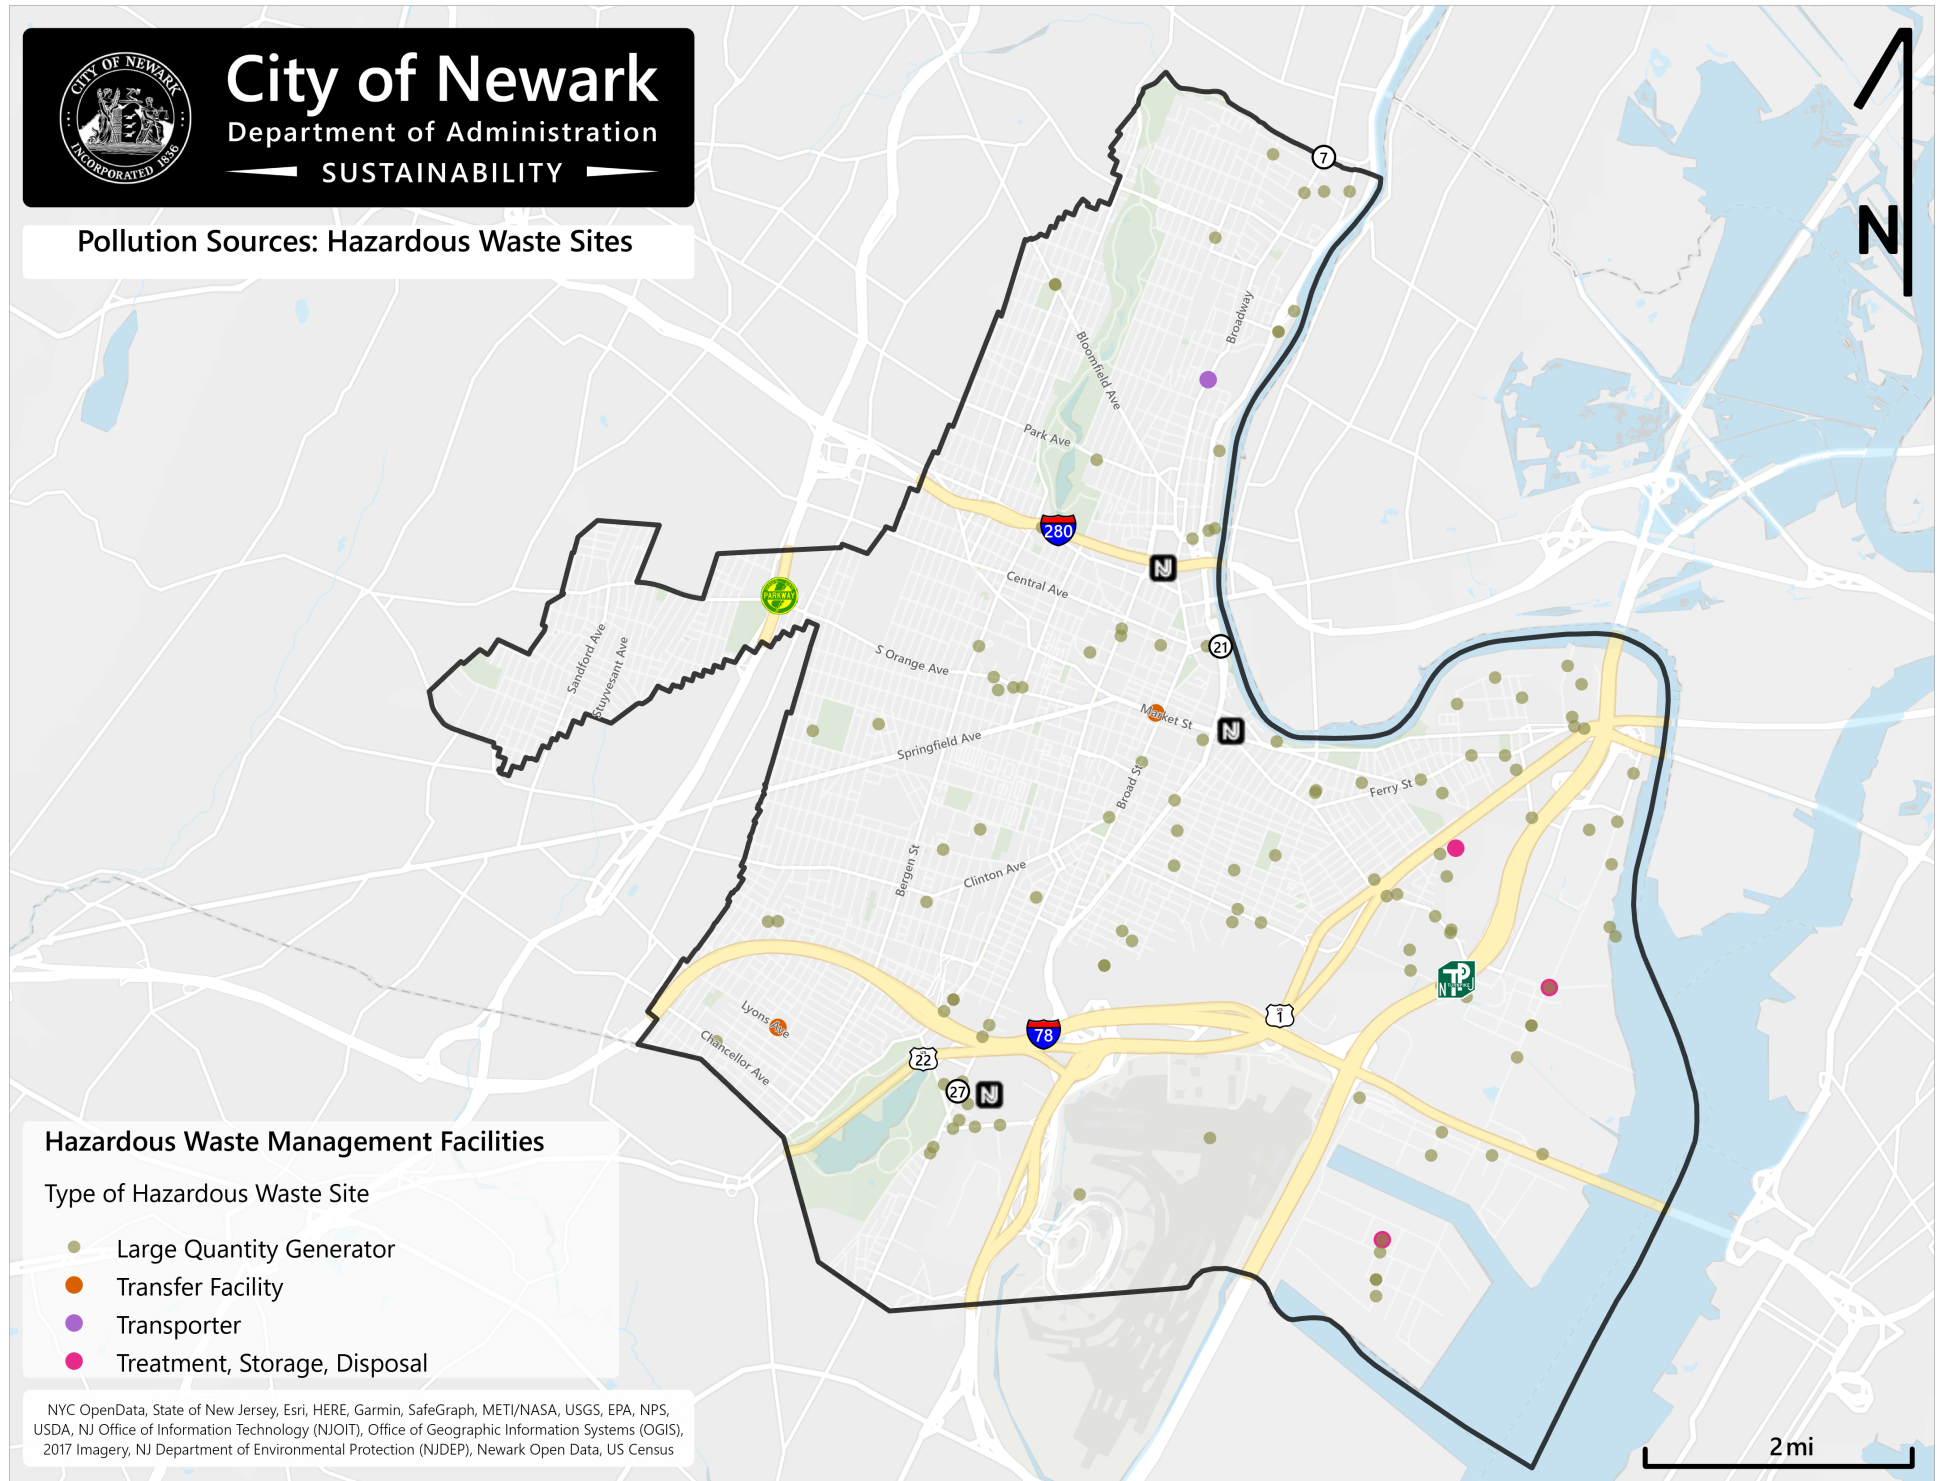 CITY OF NEWARK
INCORPORATED 1836
City of Newark
Department of Administration
SUSTAINABILITY
Pollution Sources: Hazardous Waste Sites
7
N
Broadway
Bloomfield Ave
Park Ave
280
Central Ave
PARKWAY
21
Sandford Ave
Stuyvesant Ave
S Orange Ave
Market St
Springfield Ave
Broad St
Ferry St
Bergen St
Clinton Ave
NJ
TP
TURNPIKE
Lyons Ave
Chancellor Ave
78
US
1
US
22
27
Hazardous Waste Management Facilities
Type of Hazardous Waste Site
Large Quantity Generator
Transfer Facility
Transporter
Treatment, Storage, Disposal
NYC OpenData, State of New Jersey, Esri, HERE, Garmin, SafeGraph, METI/NASA, USGS, EPA, NPS,
USDA, NJ Office of Information Technology (NJOIT), Office of Geographic Information Systems (OGIS),
2017 Imagery, NJ Department of Environmental Protection (NJDEP), Newark Open Data, US Census
2 mi